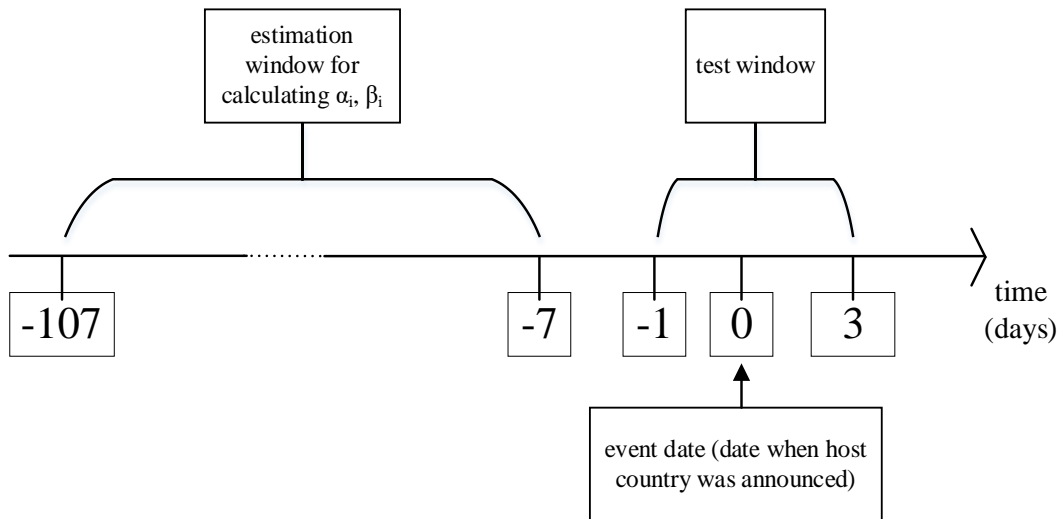 estimation
window for
calculating αi, βi
test window
-107
-7
-1
0
3
time
(days)
event date (date when host
country was announced)